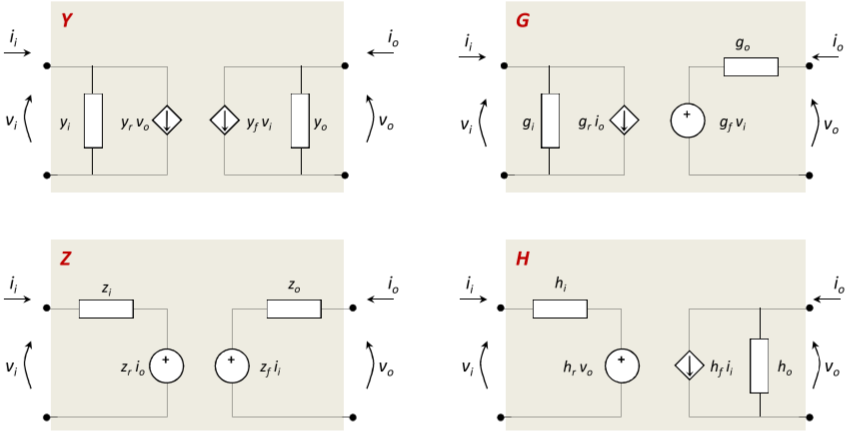 Y
i_i
i_o
v_i
y_i
y_r v_o
y_f v_i
y_o
v_o
G
i_i
g_o
i_o
v_i
g_i
g_r i_o
+
g_f v_i
v_o
Z
i_i
z_i
z_o
i_o
v_i
z_r i_o
+
+
z_f i_i
v_o
H
i_i
h_i
i_o
v_i
h_r v_o
+
h_f i_i
h_o
v_o